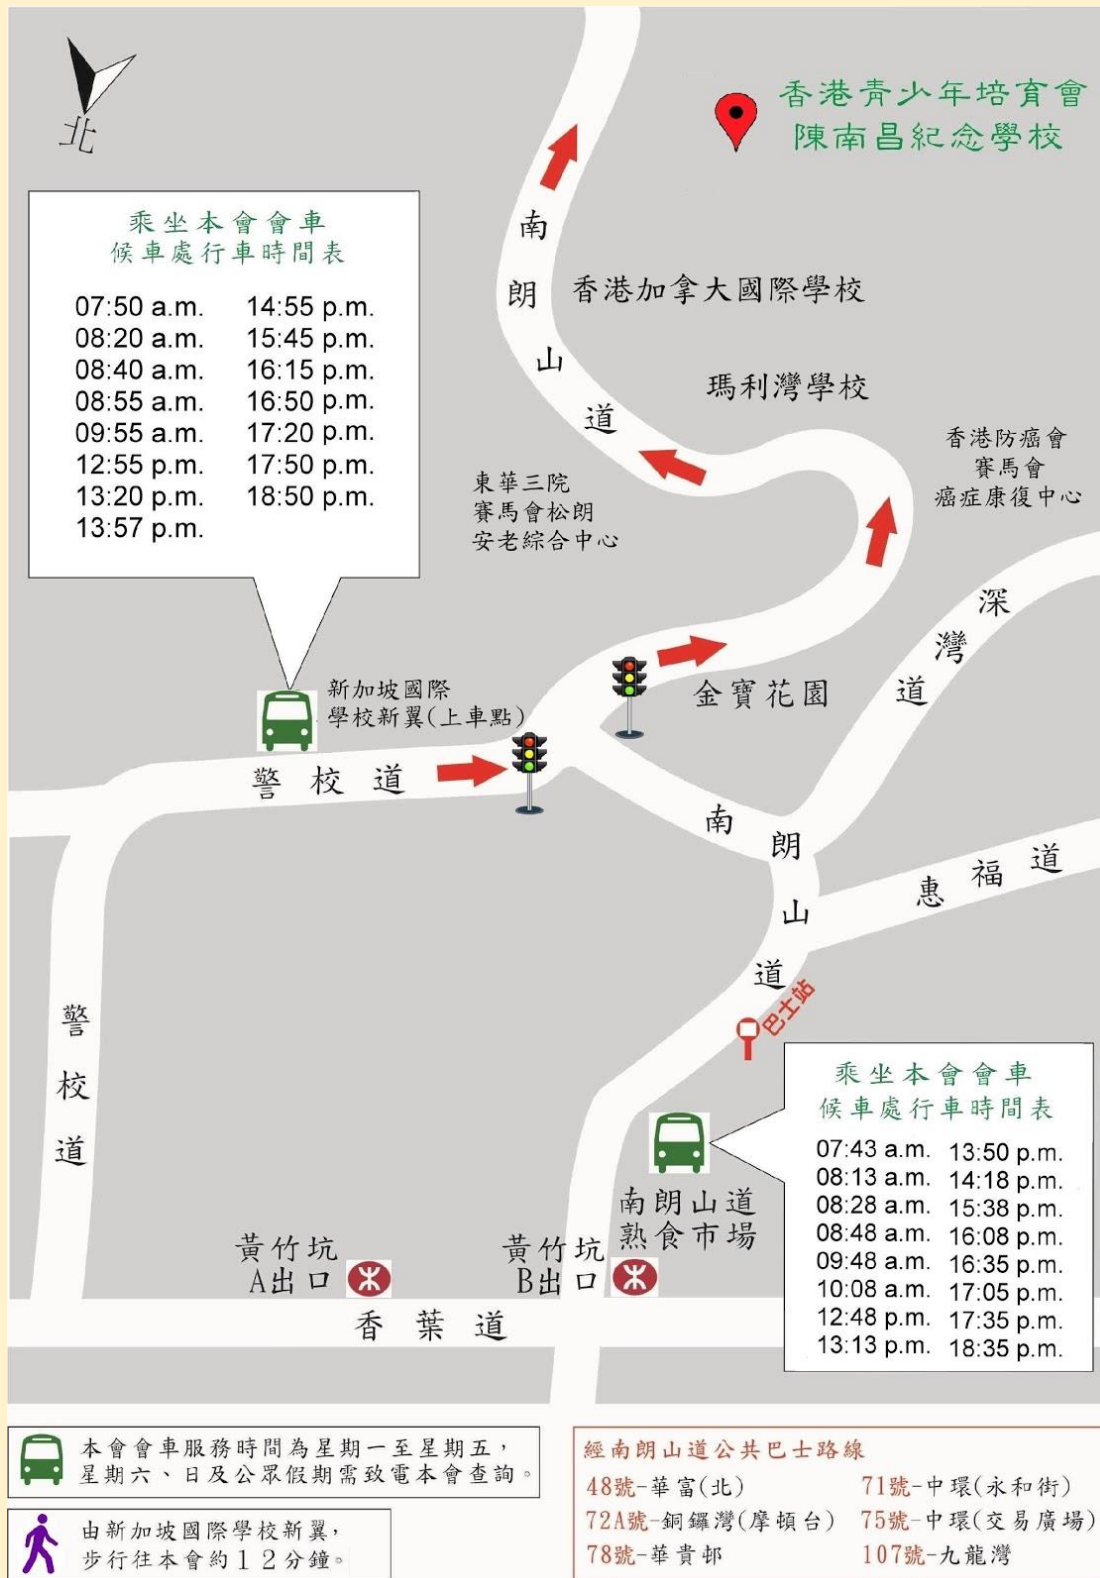 北
香港青少年培育會
陳南昌紀念學校
乘坐本會會車
候車處行車時間表
07:50 a.m. 14:55 p.m.
08:20 a.m. 15:45 p.m.
08:40 a.m. 16:15 p.m.
08:55 a.m. 16:50 p.m.
09:55 a.m. 17:20 p.m.
12:55 p.m. 17:50 p.m.
13:20 p.m. 18:50 p.m.
13:57 p.m.
南朗山道
香港加拿大國際學校
瑪利灣學校
香港防癌會
賽馬會
癌症康復中心
東華三院
賽馬會松朗
安老綜合中心
深灣道
新加坡國際
學校新翼(上車點)
金寶花園
警校道
南朗山道
惠福道
巴士站
警校道
乘坐本會會車
候車處行車時間表
07:43 a.m. 13:50 p.m.
08:13 a.m. 14:18 p.m.
08:28 a.m. 15:38 p.m.
08:48 a.m. 16:08 p.m.
09:48 a.m. 16:35 p.m.
10:08 a.m. 17:05 p.m.
12:48 p.m. 17:35 p.m.
13:13 p.m. 18:35 p.m.
南朗山道
熟食市場
黃竹坑
A出口
黃竹坑
B出口
香葉道
本會會車服務時間為星期一至星期五，
星期六、日及公眾假期需致電本會查詢。
由新加坡國際學校新翼，
步行往本會約12分鐘。
經南朗山道公共巴士路線
48號-華富(北) 71號-中環(永和街)
72A號-銅鑼灣(摩頓台) 75號-中環(交易廣場)
78號-華貴邨 107號-九龍灣